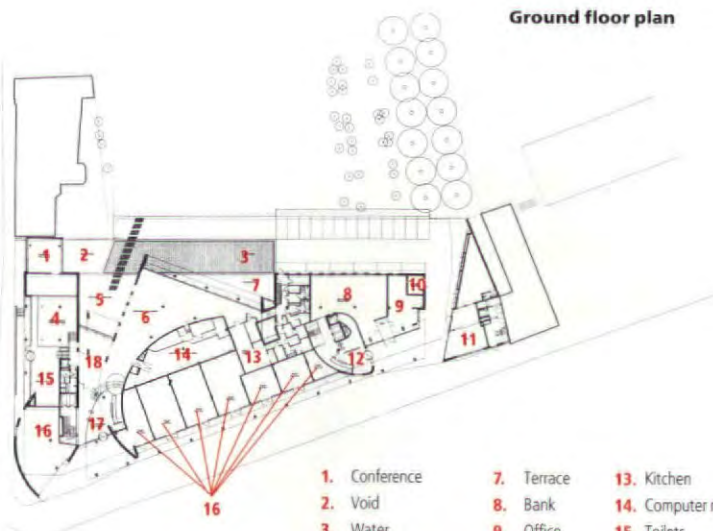 Ground floor plan
1
2
3
10
7
8
9
5
4
6
11
14
13
12
18
15
17
16
16
1. Conference
2. Void
3. Water
7. Terrace
8. Bank
9. Office
13. Kitchen
14. Computer
15. Toilets